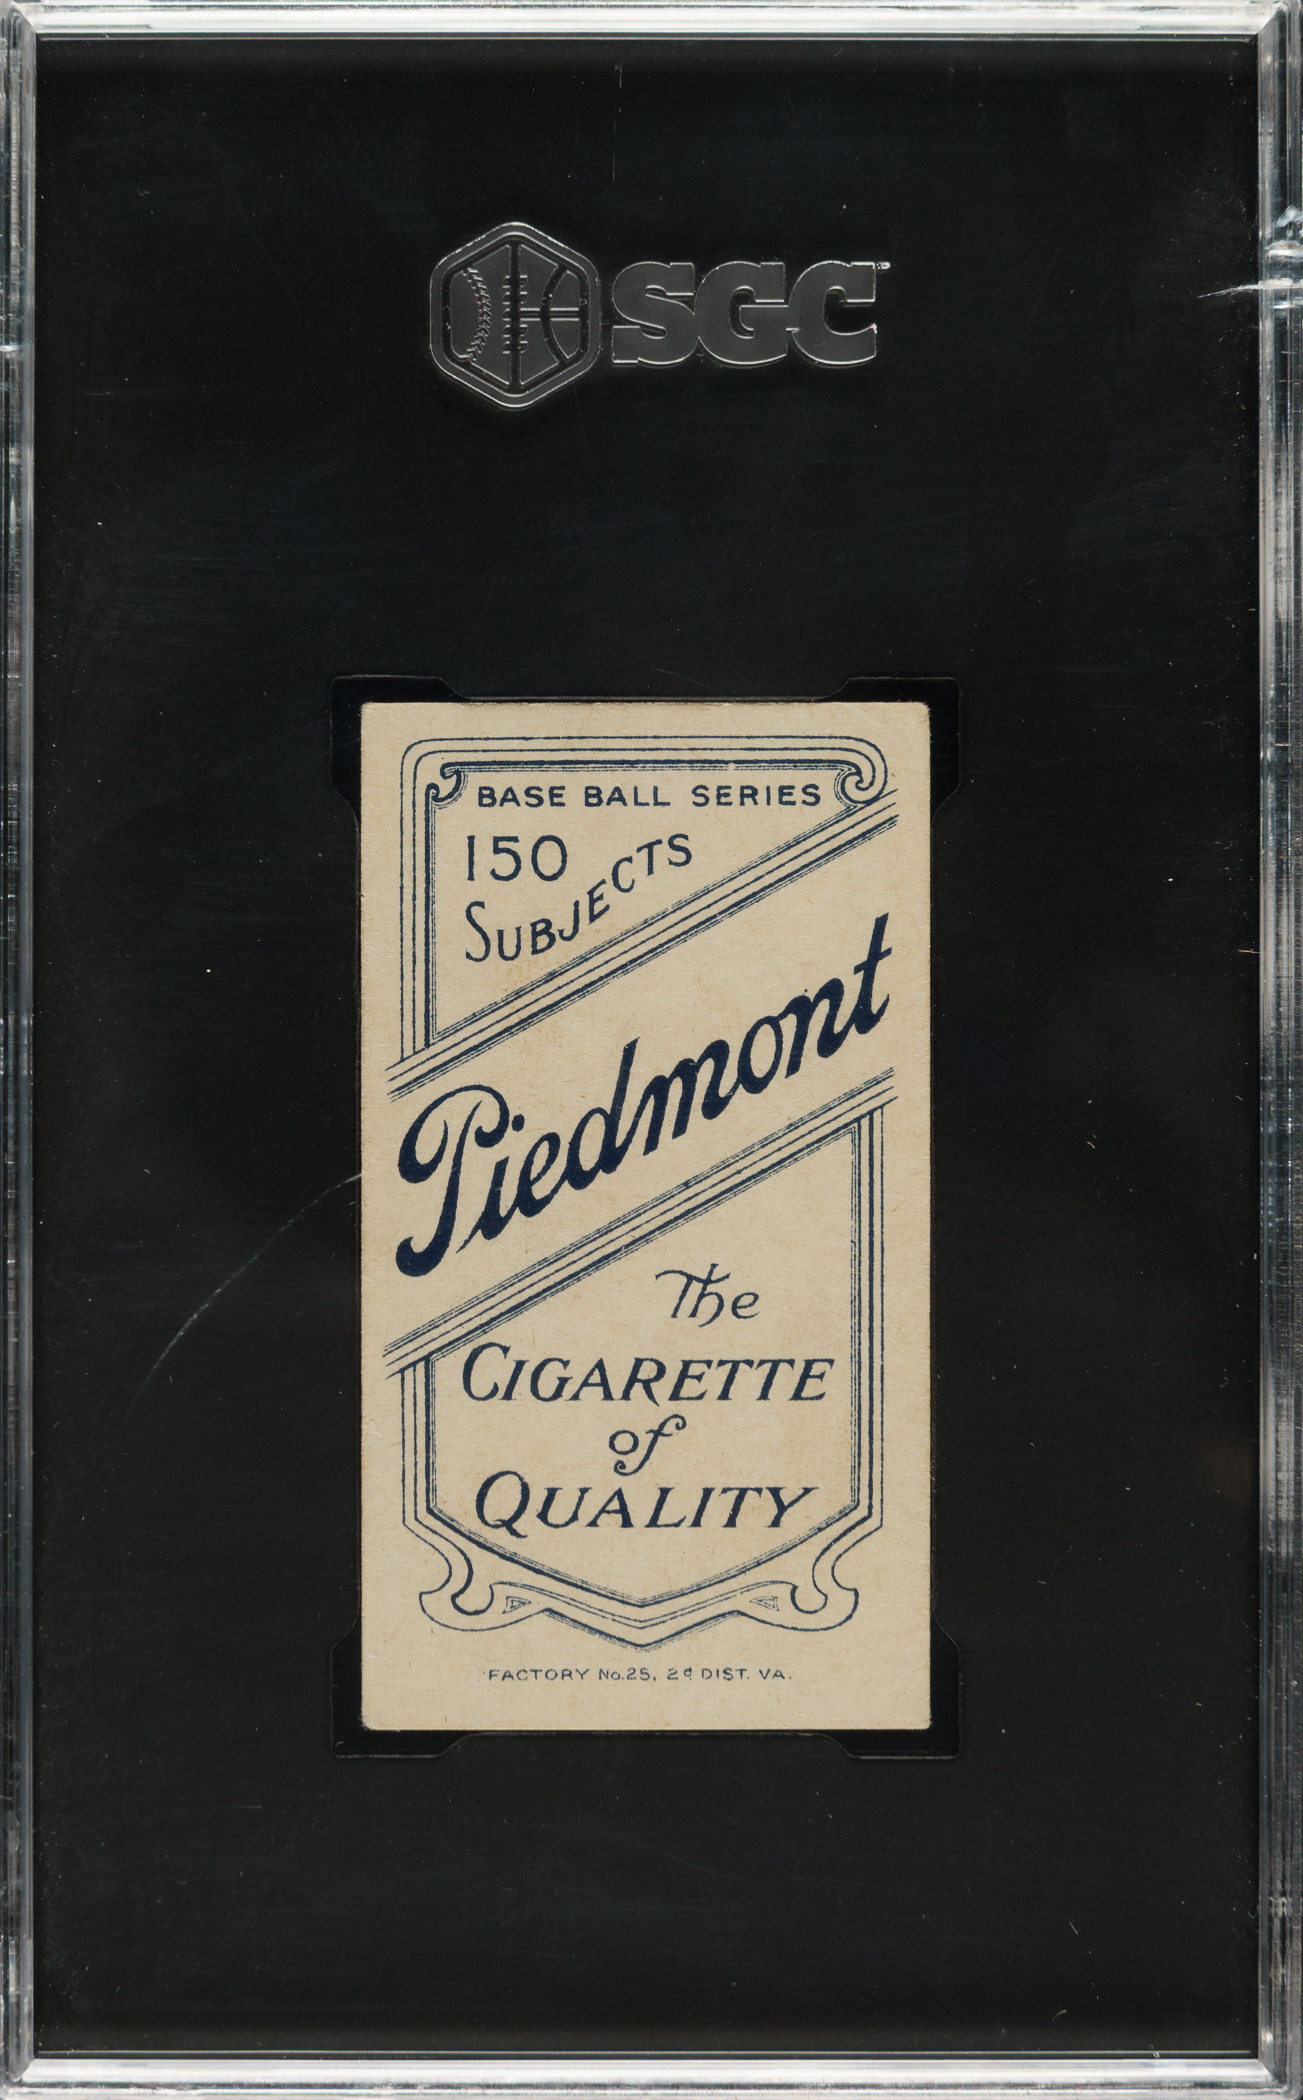 SGC
BASE BALL SERIES
150
SUBJECTS
Piedmont
The
CIGARETTE
of
QUALITY
FACTORY No. 25, 2d DIST. VA.